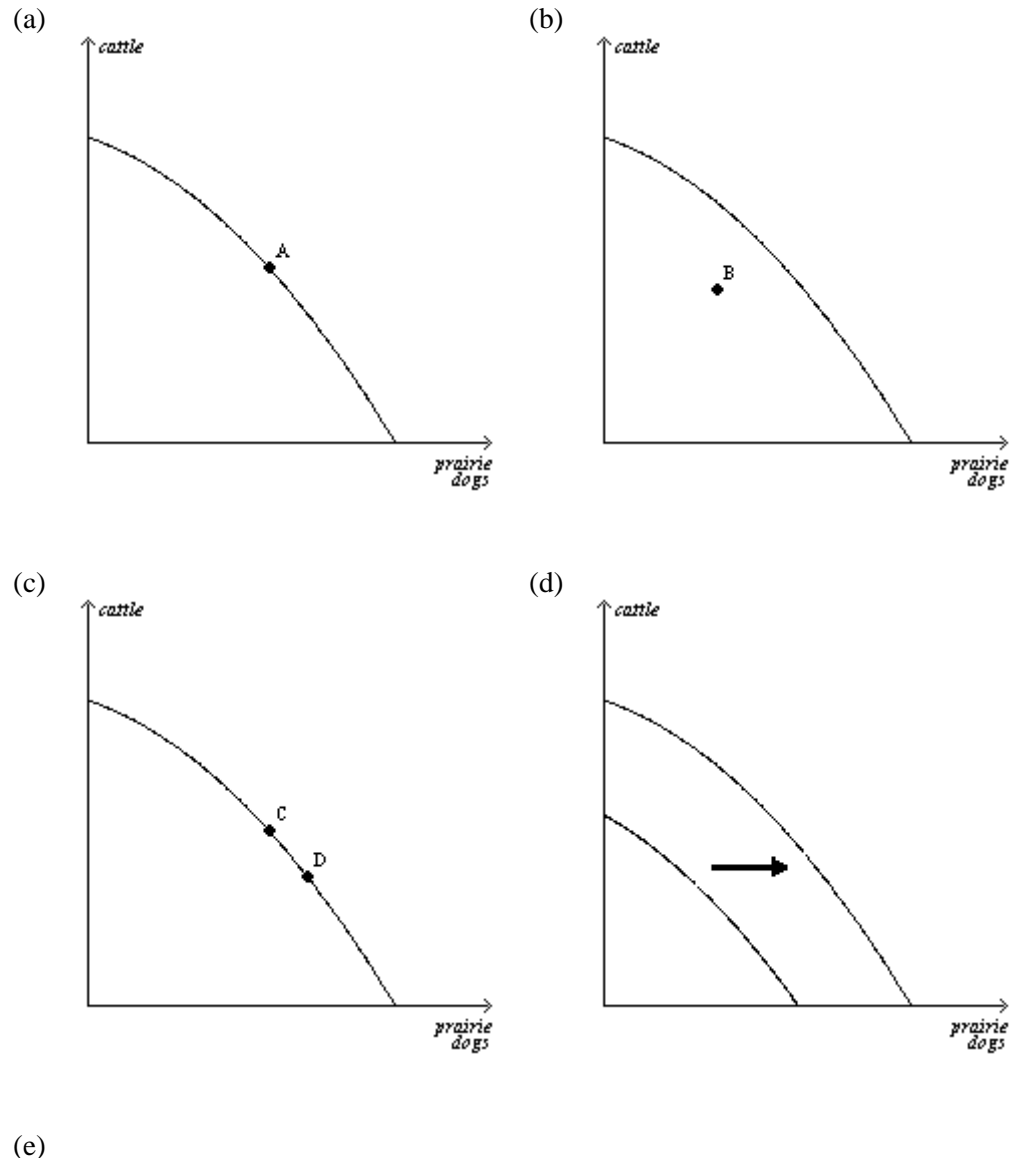 (a)
cattle
A
prairie
dogs
(b)
cattle
B
prairie
dogs
(c)
cattle
C
D
prairie
dogs
(d)
cattle
prairie
dogs
(e)